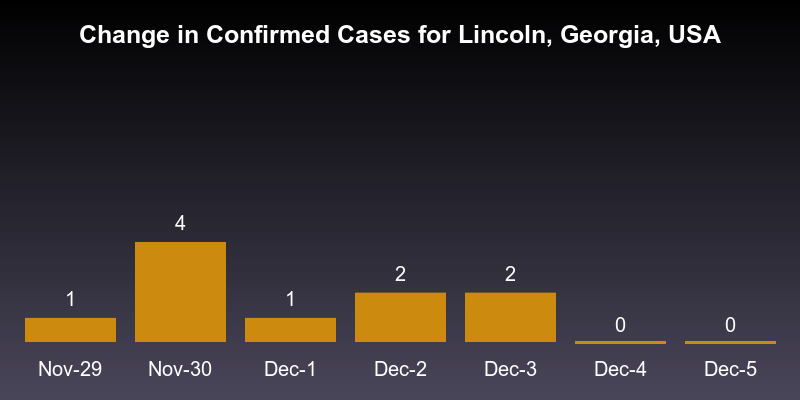 Change in Confirmed Cases for Lincoln, Georgia, USA
1
4
1
2
2
0
0
Nov-29
Nov-30
Dec-1
Dec-2
Dec-3
Dec-4
Dec-5